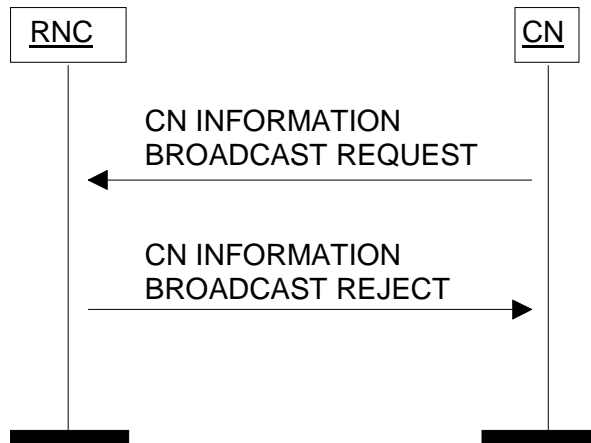 RNC
CN
CN INFORMATION
BROADCAST REQUEST
CN INFORMATION
BROADCAST REJECT